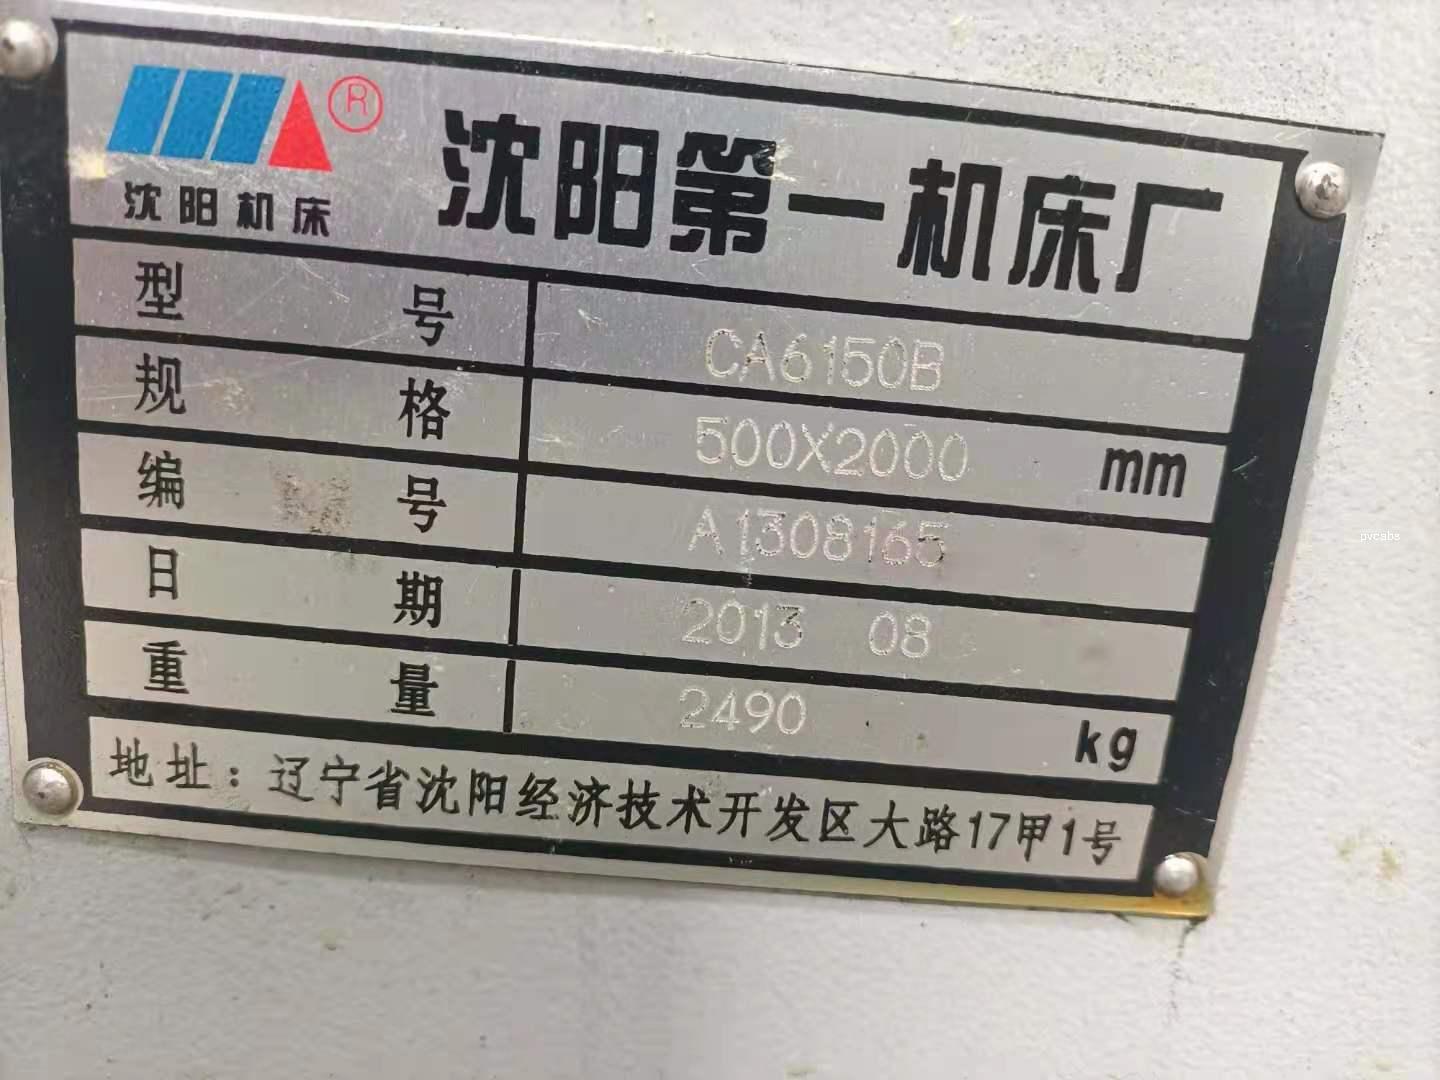 ® 沈阳第一机床厂
沈阳机床
型号 CA6150B
规格 500X2000 mm
编号 A1308165
日期 2013 08
重量 2490 kg
地址：辽宁省沈阳经济技术开发区大路17甲1号
pvcabs